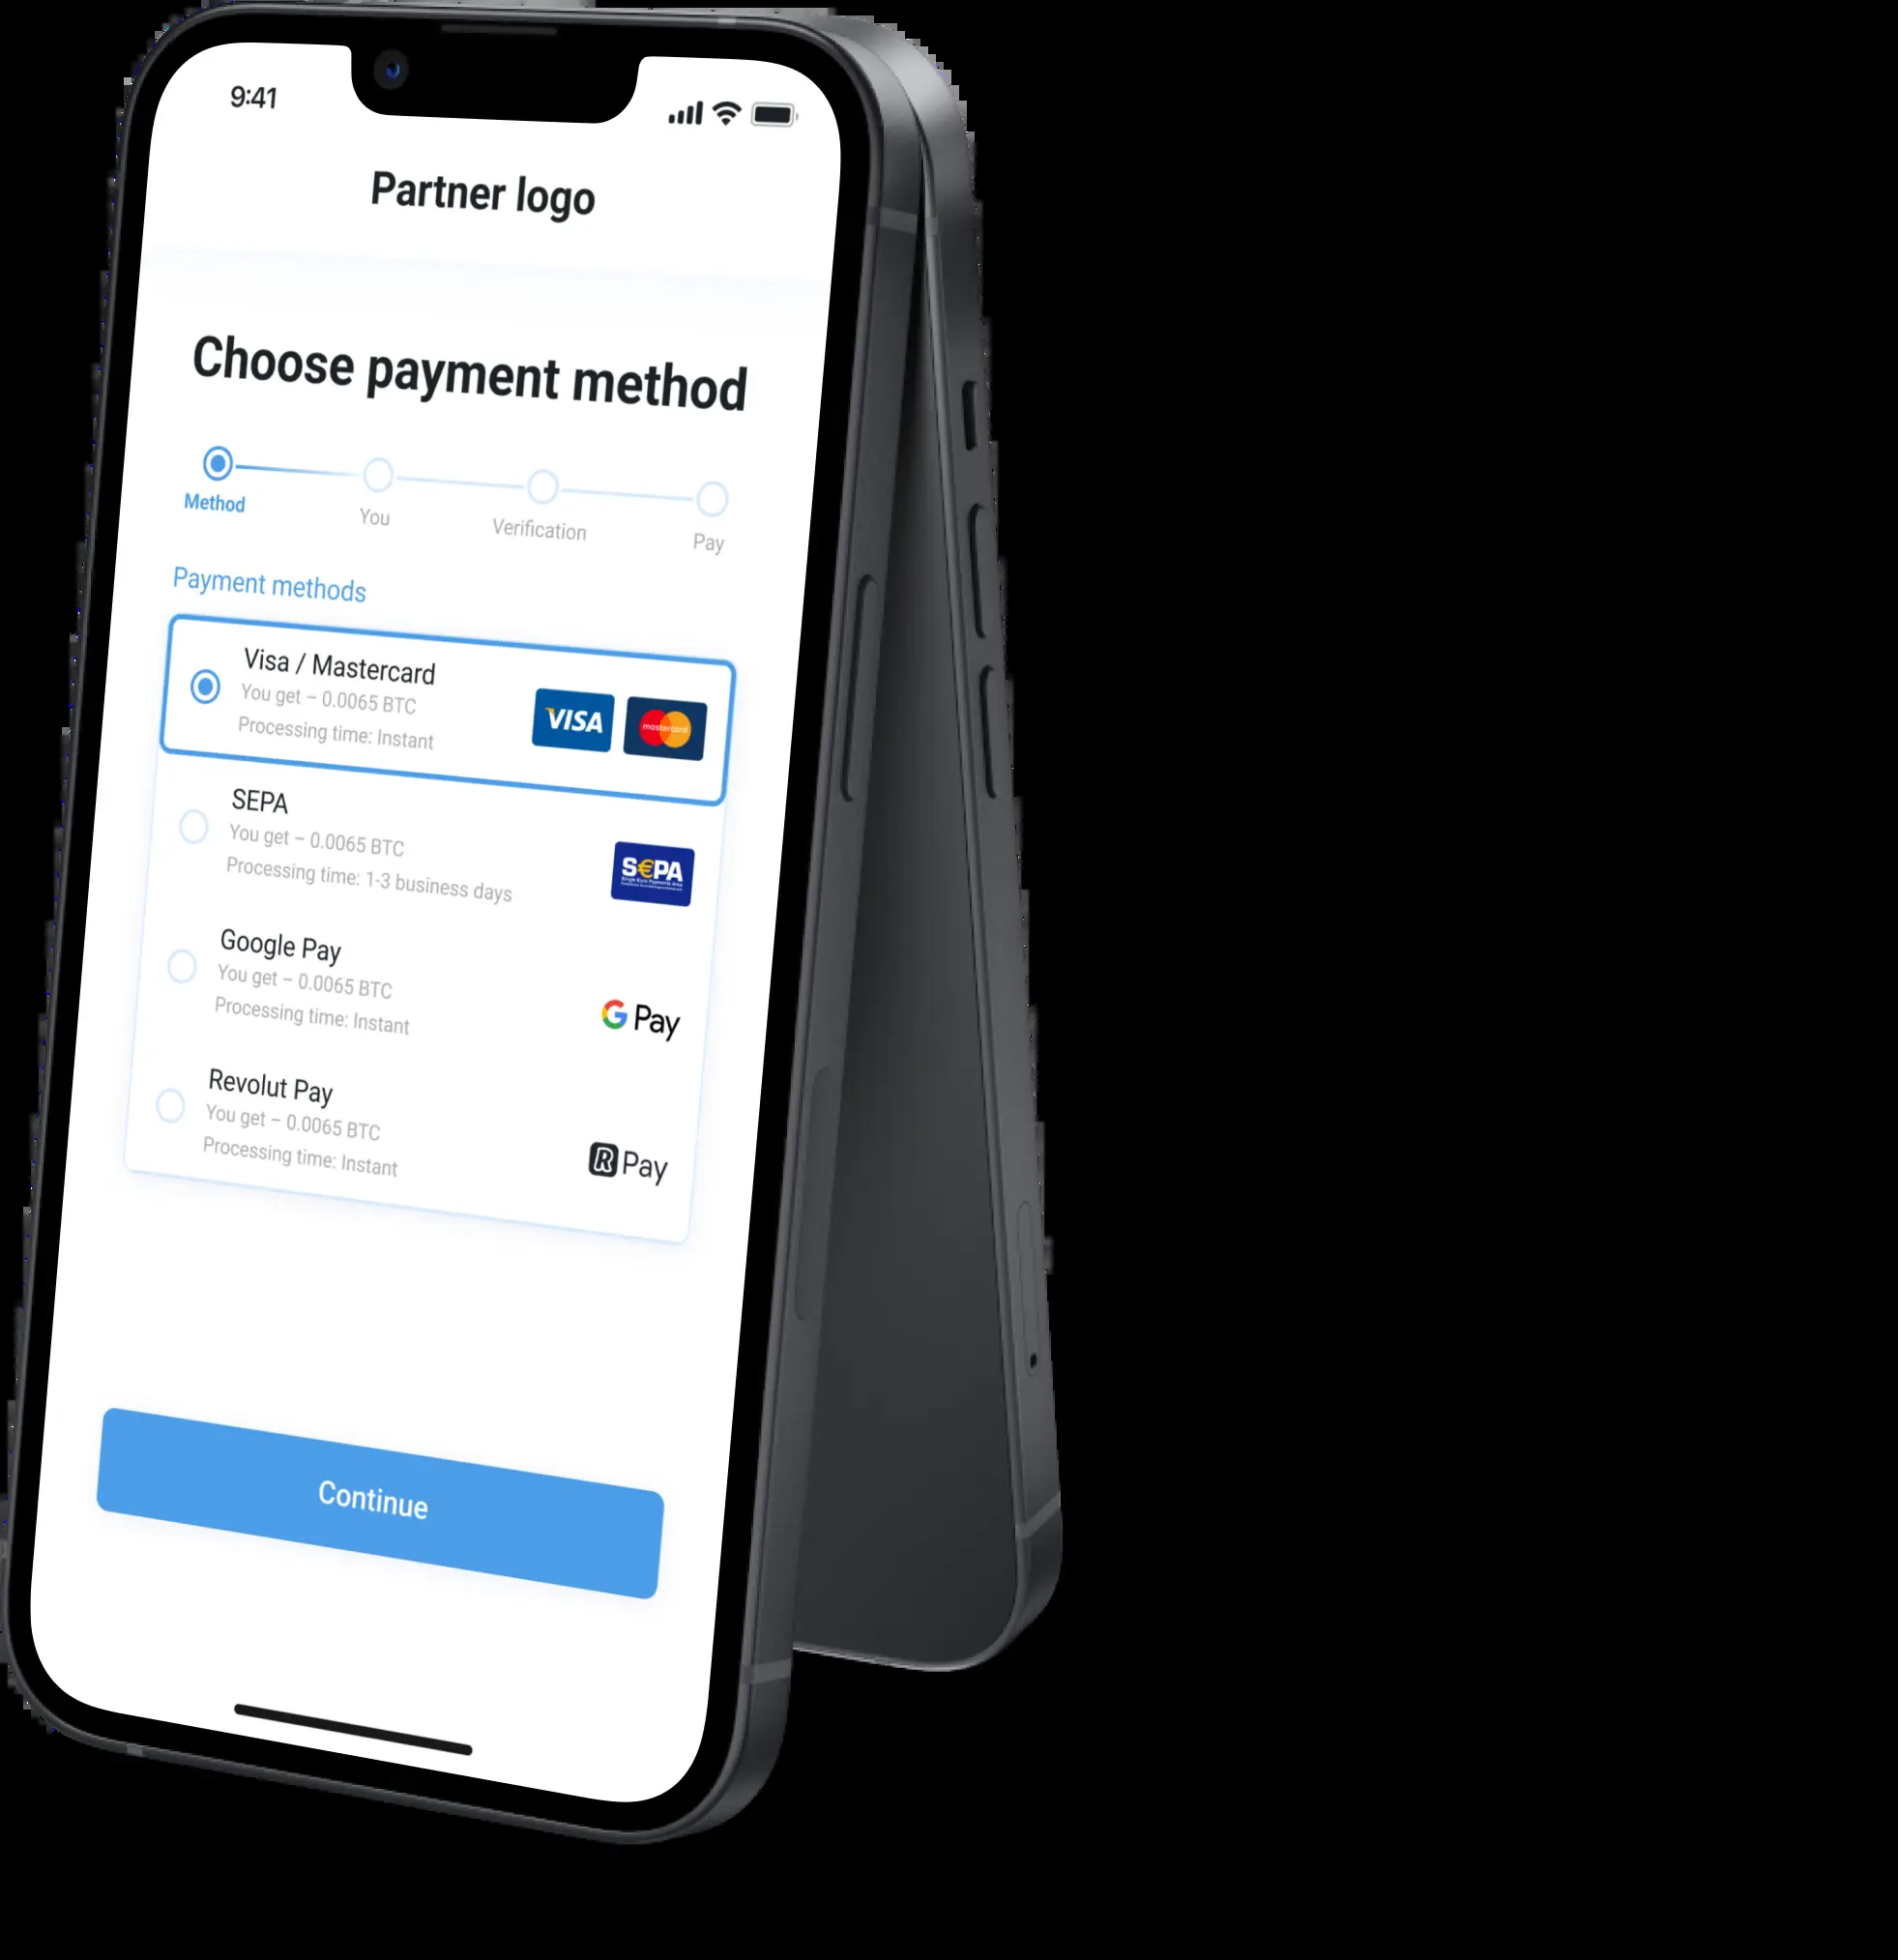 9:41
Partner logo
Choose payment method
Method
You
Verification
Pay
Payment methods
Visa / Mastercard
You get – 0.0065 BTC
Processing time: Instant
VISA
mastercard
SEPA
You get – 0.0065 BTC
Processing time: 1-3 business days
S€PA
Google Pay
You get – 0.0065 BTC
Processing time: Instant
G Pay
Revolut Pay
You get – 0.0065 BTC
Processing time: Instant
R Pay
Continue